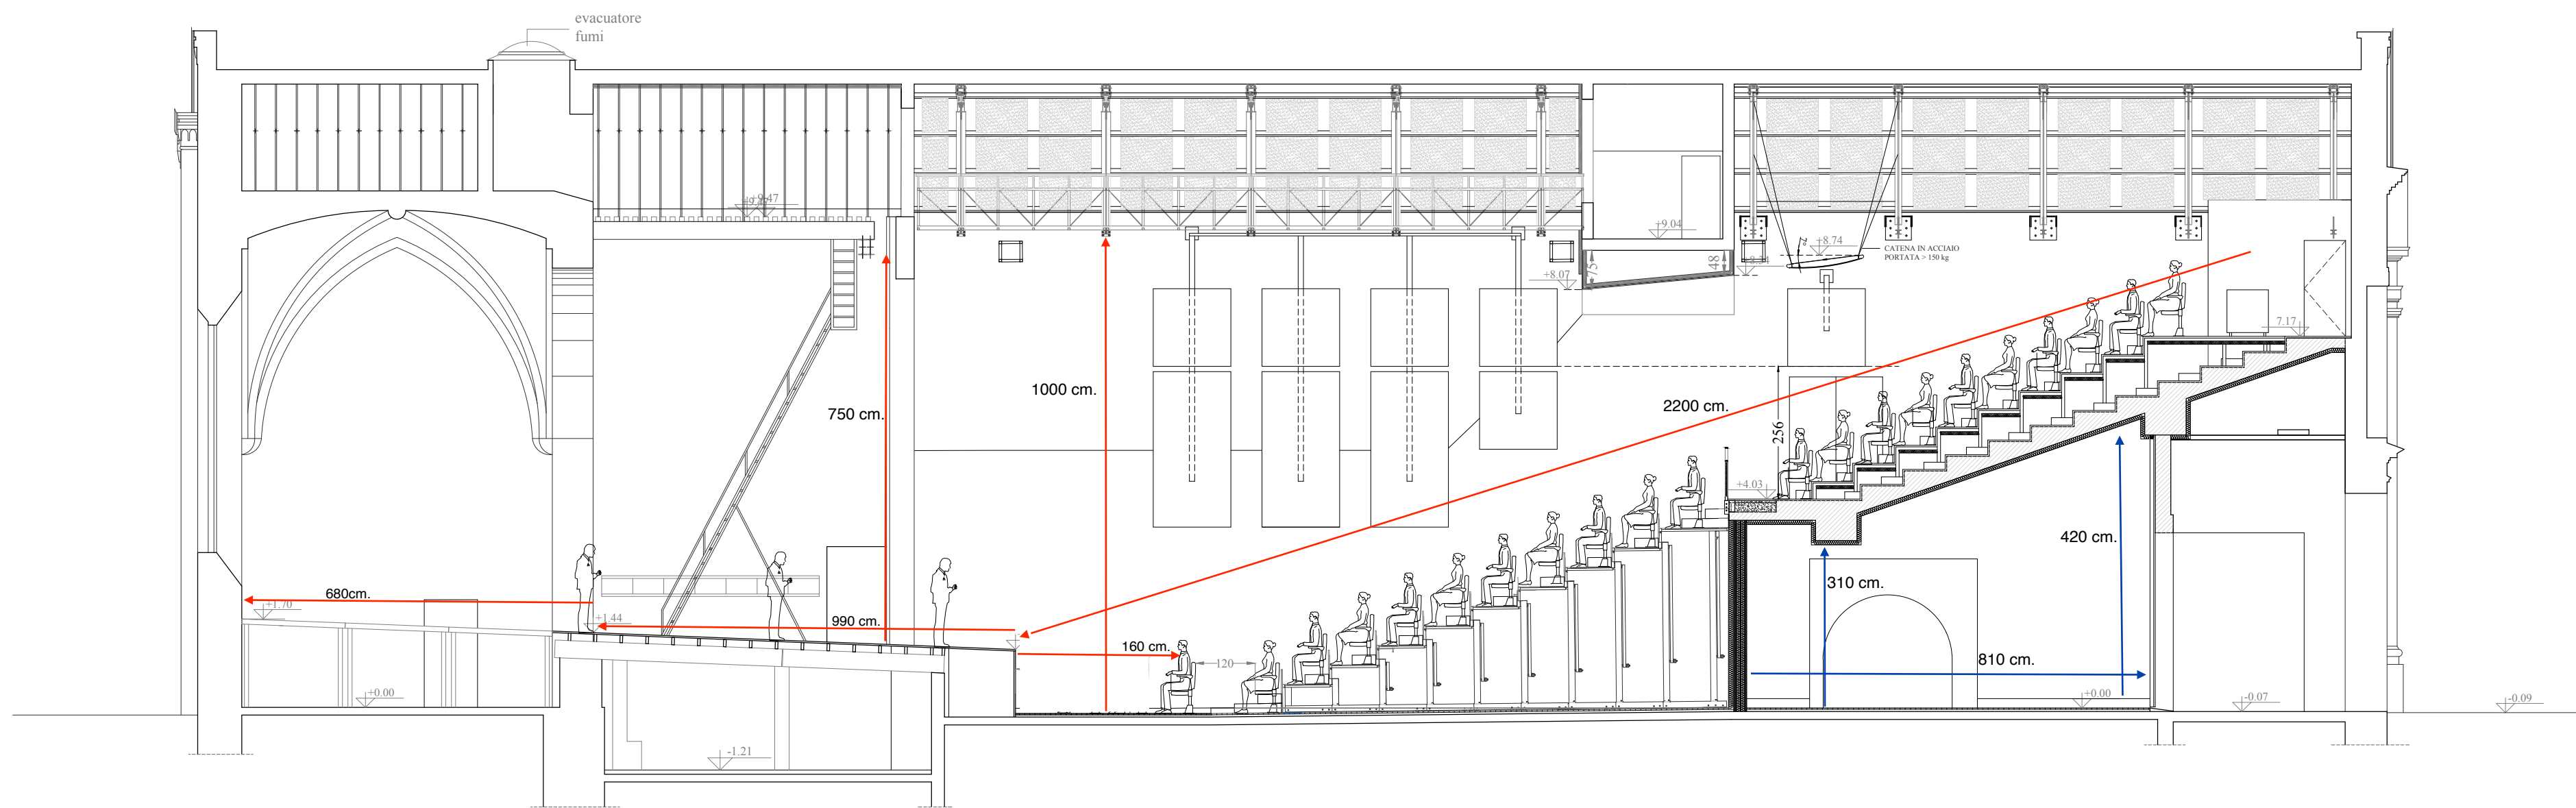 evacuatore
fumi
+9.47
+9.04
+8.74
CATENA IN ACCIAIO
PORTATA > 150 kg
+8.07
75
48
7.17
1000 cm.
750 cm.
2200 cm.
256
+4.03
420 cm.
310 cm.
680cm.
+1.70
+1.44
990 cm.
160 cm.
120
810 cm.
+0.00
+0.00
-0.07
-0.09
-1.21